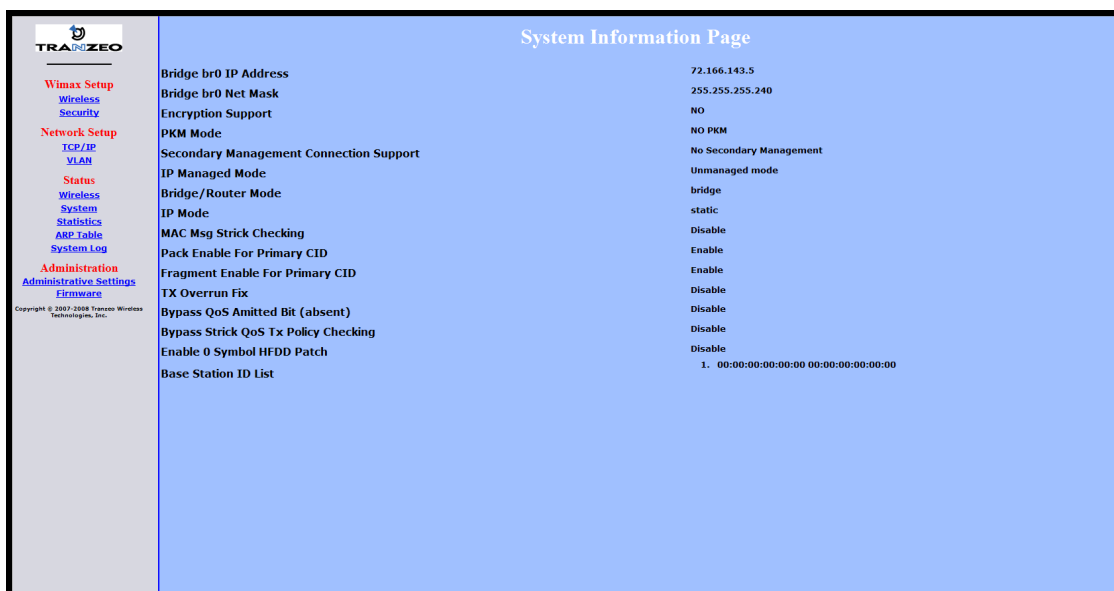 TRANZEO
Wimax Setup
Wireless
Security
Network Setup
TCP/IP
VLAN
Status
Wireless
System
Statistics
ARP Table
System Log
Administration
Administrative Settings
Firmware
Copyright © 2007-2008 Tranzeo Wireless
Technologies, Inc.
System Information Page
Bridge br0 IP Address 72.166.143.5
Bridge br0 Net Mask 255.255.255.240
Encryption Support NO
PKM Mode NO PKM
Secondary Management Connection Support No Secondary Management
IP Managed Mode Unmanaged mode
Bridge/Router Mode bridge
IP Mode static
MAC Msg Strick Checking Disable
Pack Enable For Primary CID Enable
Fragment Enable For Primary CID Enable
TX Overrun Fix Disable
Bypass QoS Amitted Bit (absent) Disable
Bypass Strick QoS Tx Policy Checking Disable
Enable 0 Symbol HFDD Patch Disable
Base Station ID List 1. 00:00:00:00:00:00 00:00:00:00:00:00